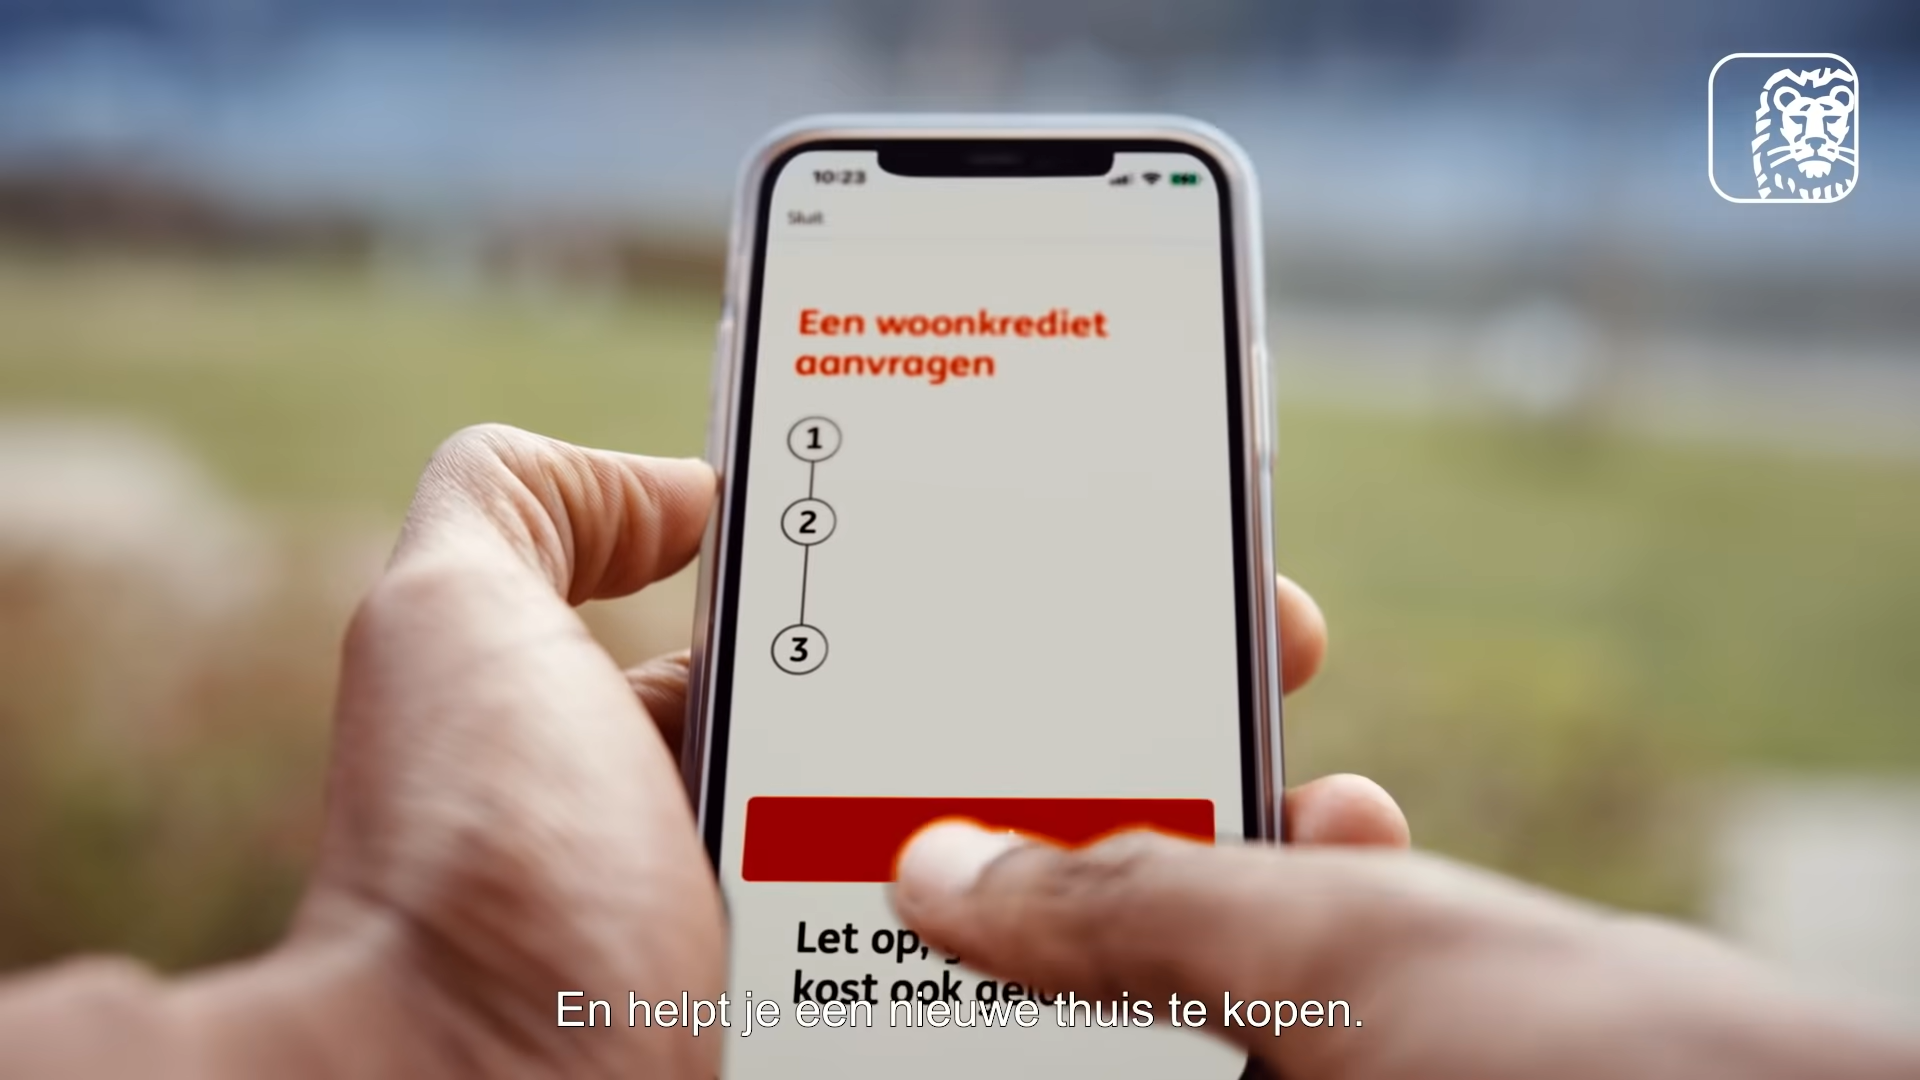 10:23
Sluit
Een woonkrediet
aanvragen
1
2
3
Let op,
kost ook
En helpt je een nieuwe thuis te kopen.